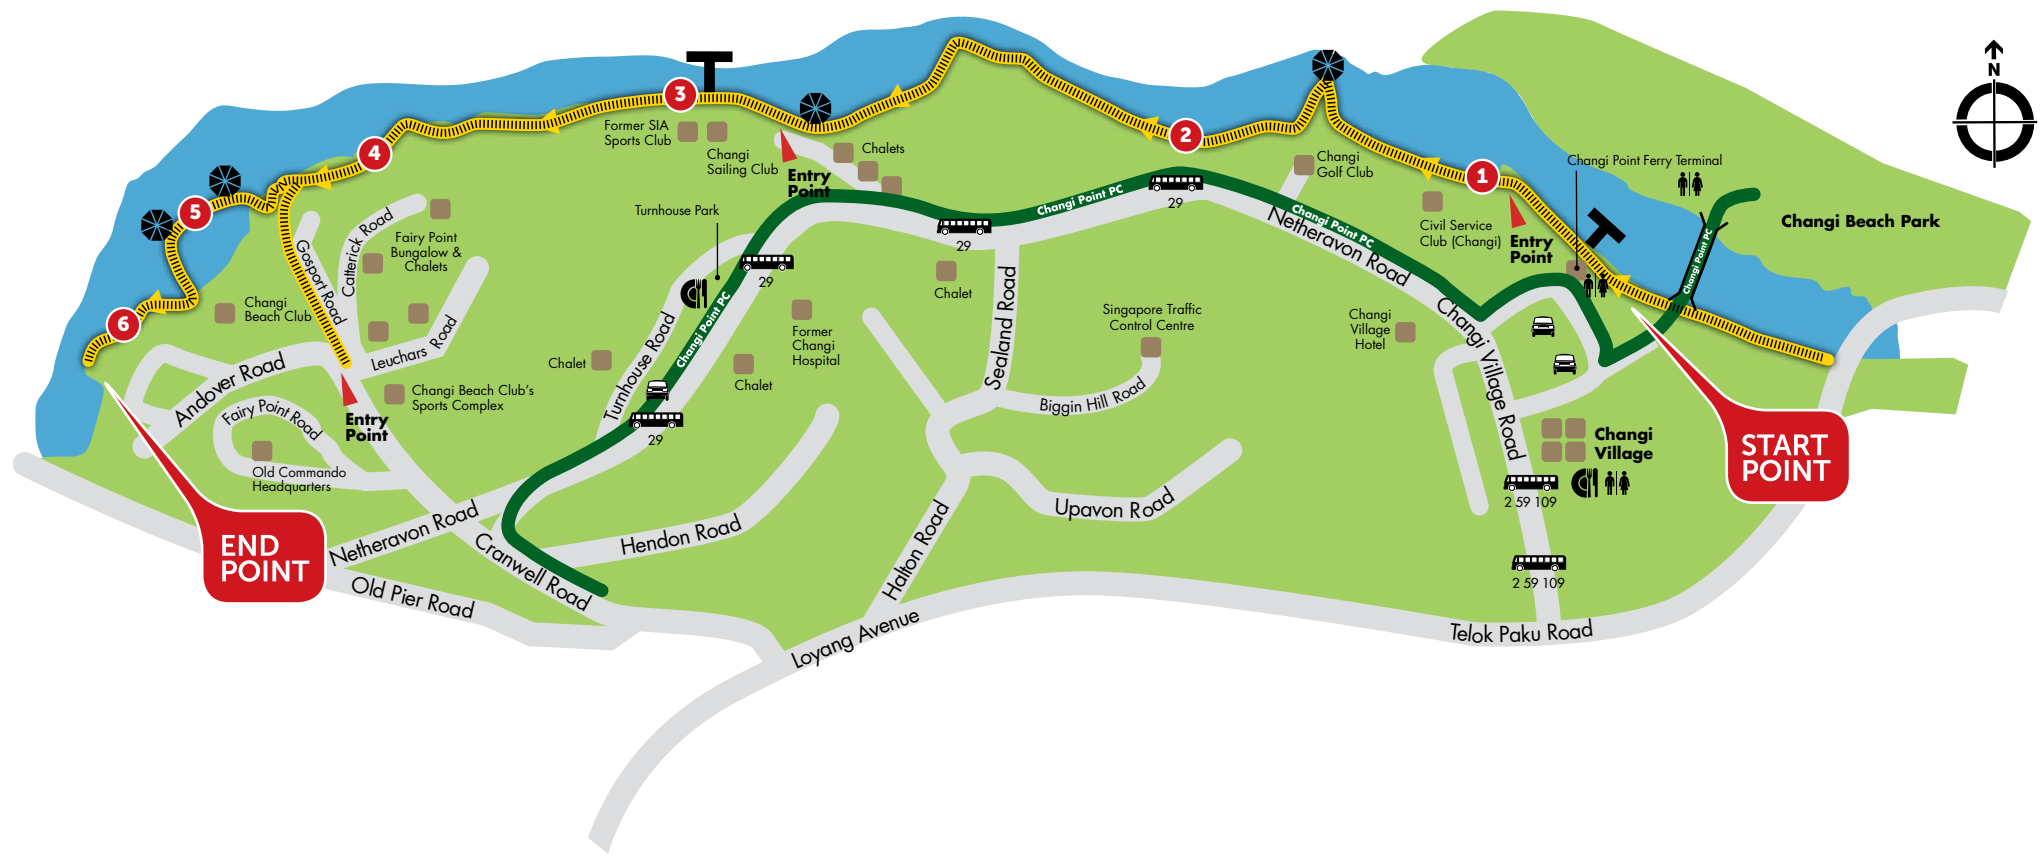 N
3
Former SIA
Sports Club
Changi
Sailing Club
Chalets
Entry
Point
2
Changi
Golf Club
1
Civil Service
Club (Changi)
Entry
Point
Changi Point Ferry Terminal
Changi Beach Park
4
5
6
Turnhouse Park
Changi Point PC
29
29
Changi Point PC
Netheravon Road
Changi Point PC
Gosport Road
Catterick Road
Fairy Point
Bungalow &
Chalets
Changi
Beach Club
Leuchars Road
Changi Point PC
29
Chalet
Sealand Road
Singapore Traffic
Control Centre
Biggin Hill Road
Changi
Village
Hotel
Changi Village Road
Former
Changi
Hospital
Chalet
Chalet
Turnhouse Road
29
Andover Road
Fairy Point Road
Changi Beach Club's
Sports Complex
Entry
Point
Old Commando
Headquarters
Changi
Village
START
POINT
2 59 109
2 59 109
END
POINT
Netheravon Road
Cranwell Road
Old Pier Road
Hendon Road
Halton Road
Upavon Road
Loyang Avenue
Telok Paku Road